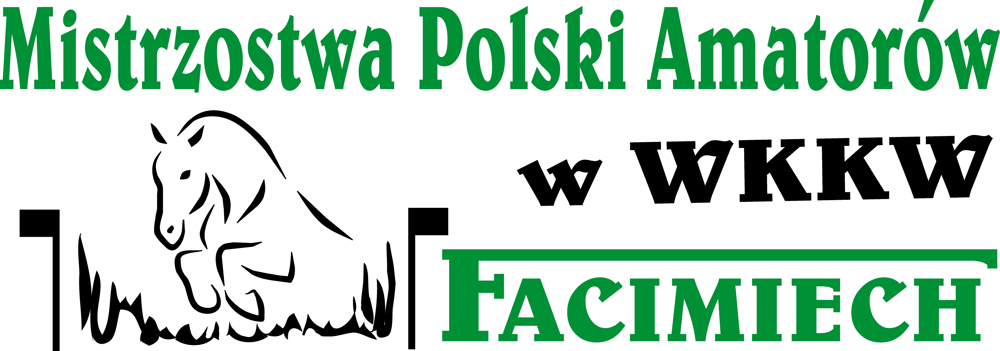 Mistrzostwa Polski Amatorów
w WKKW
FACIMIECH